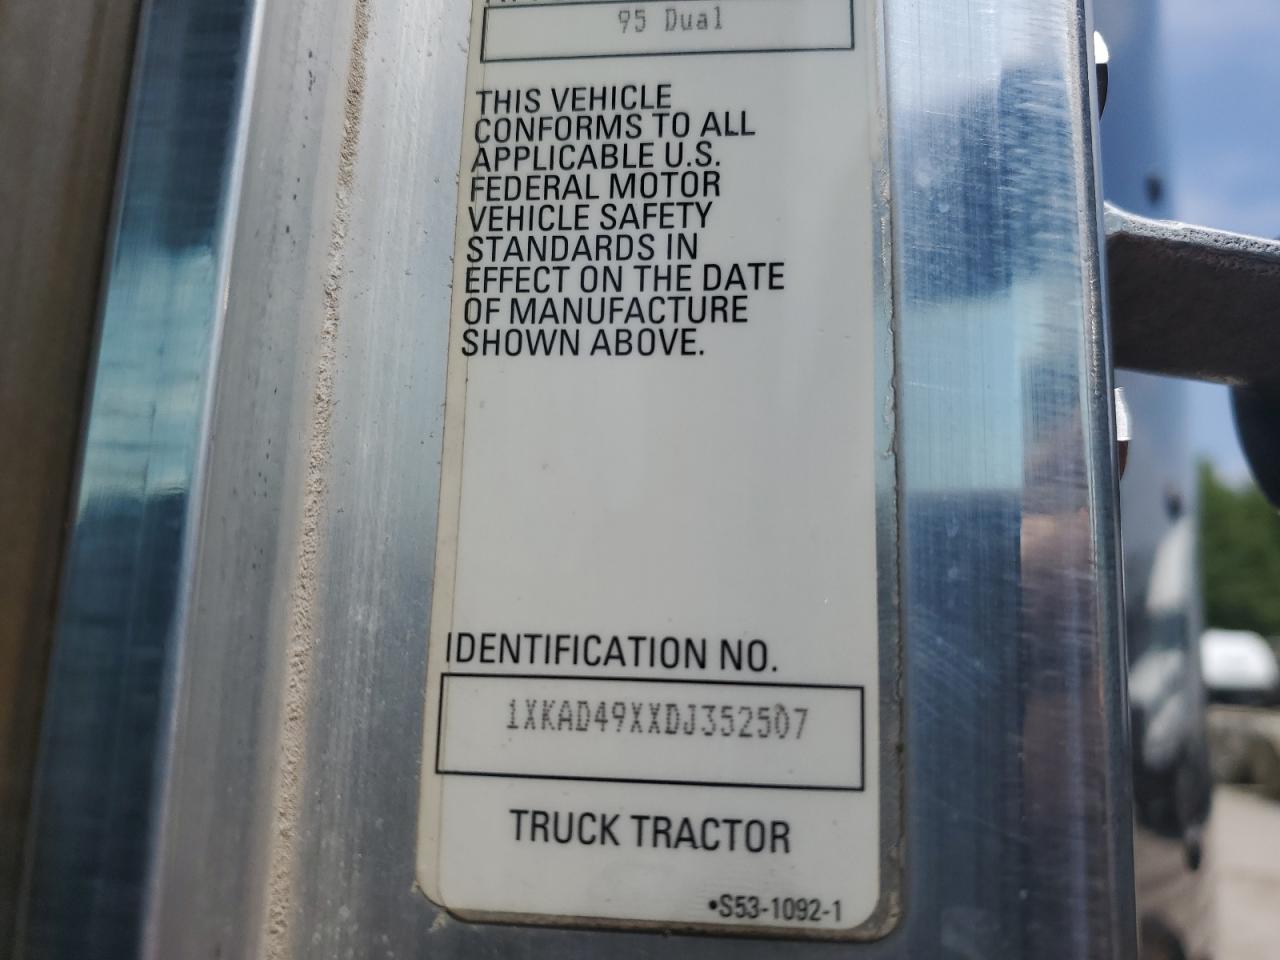 95 Dual
THIS VEHICLE
CONFORMS TO ALL
APPLICABLE U.S.
FEDERAL MOTOR
VEHICLE SAFETY
STANDARDS IN
EFFECT ON THE DATE
OF MANUFACTURE
SHOWN ABOVE.
IDENTIFICATION NO.
1XKAD49XXDJ352507
TRUCK TRACTOR
•S53-1092-1